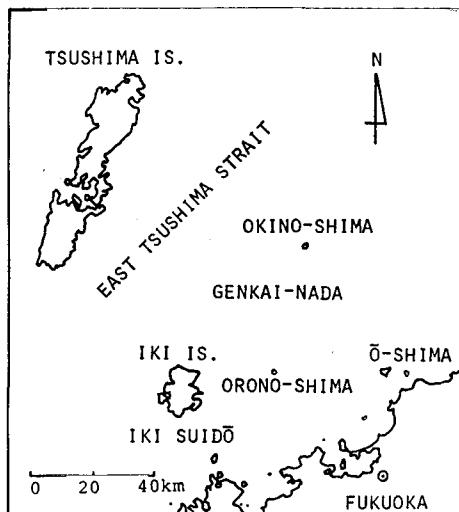 TSUSHIMA IS.
N
EAST TSUSHIMA STRAIT
OKINO-SHIMA
GENKAI-NADA
IKI IS.
Ō-SHIMA
ORONO-SHIMA
IKI SUIDŌ
0 20 40km
FUKUOKA